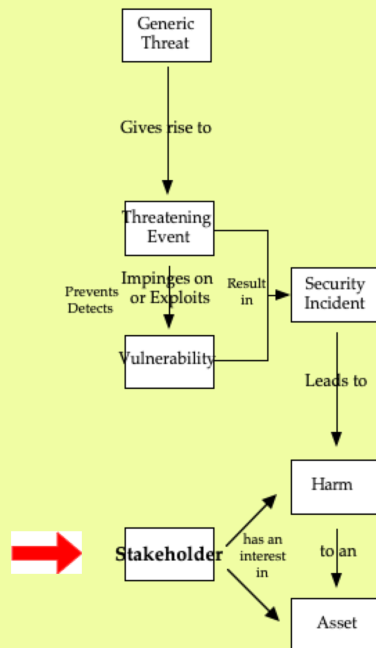 Generic
Threat
Gives rise to
Threatening
Event
Impinges on
or Exploits
Prevents
Detects
Result
in
Security
Incident
Vulnerability
Leads to
Harm
Stakeholder
has an
interest
in
to an
Asset